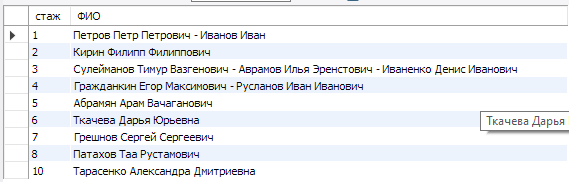 стаж ФИО
1 Петров Петр Петрович - Иванов Иван
2 Кирин Филипп Филиппович
3 Сулейманов Тимур Вазгенович - Аврамов Илья Эренстович - Иваненко Денис Иванович
4 Гражданкин Егор Максимович - Русланов Иван Иванович
5 Абрамян Арам Вачаганович
6 Ткачева Дарья Юрьевна
Ткачева Дарья
7 Грешнов Сергей Сергеевич
8 Патахов Таа Рустамович
10 Тарасенко Александра Дмитриевна